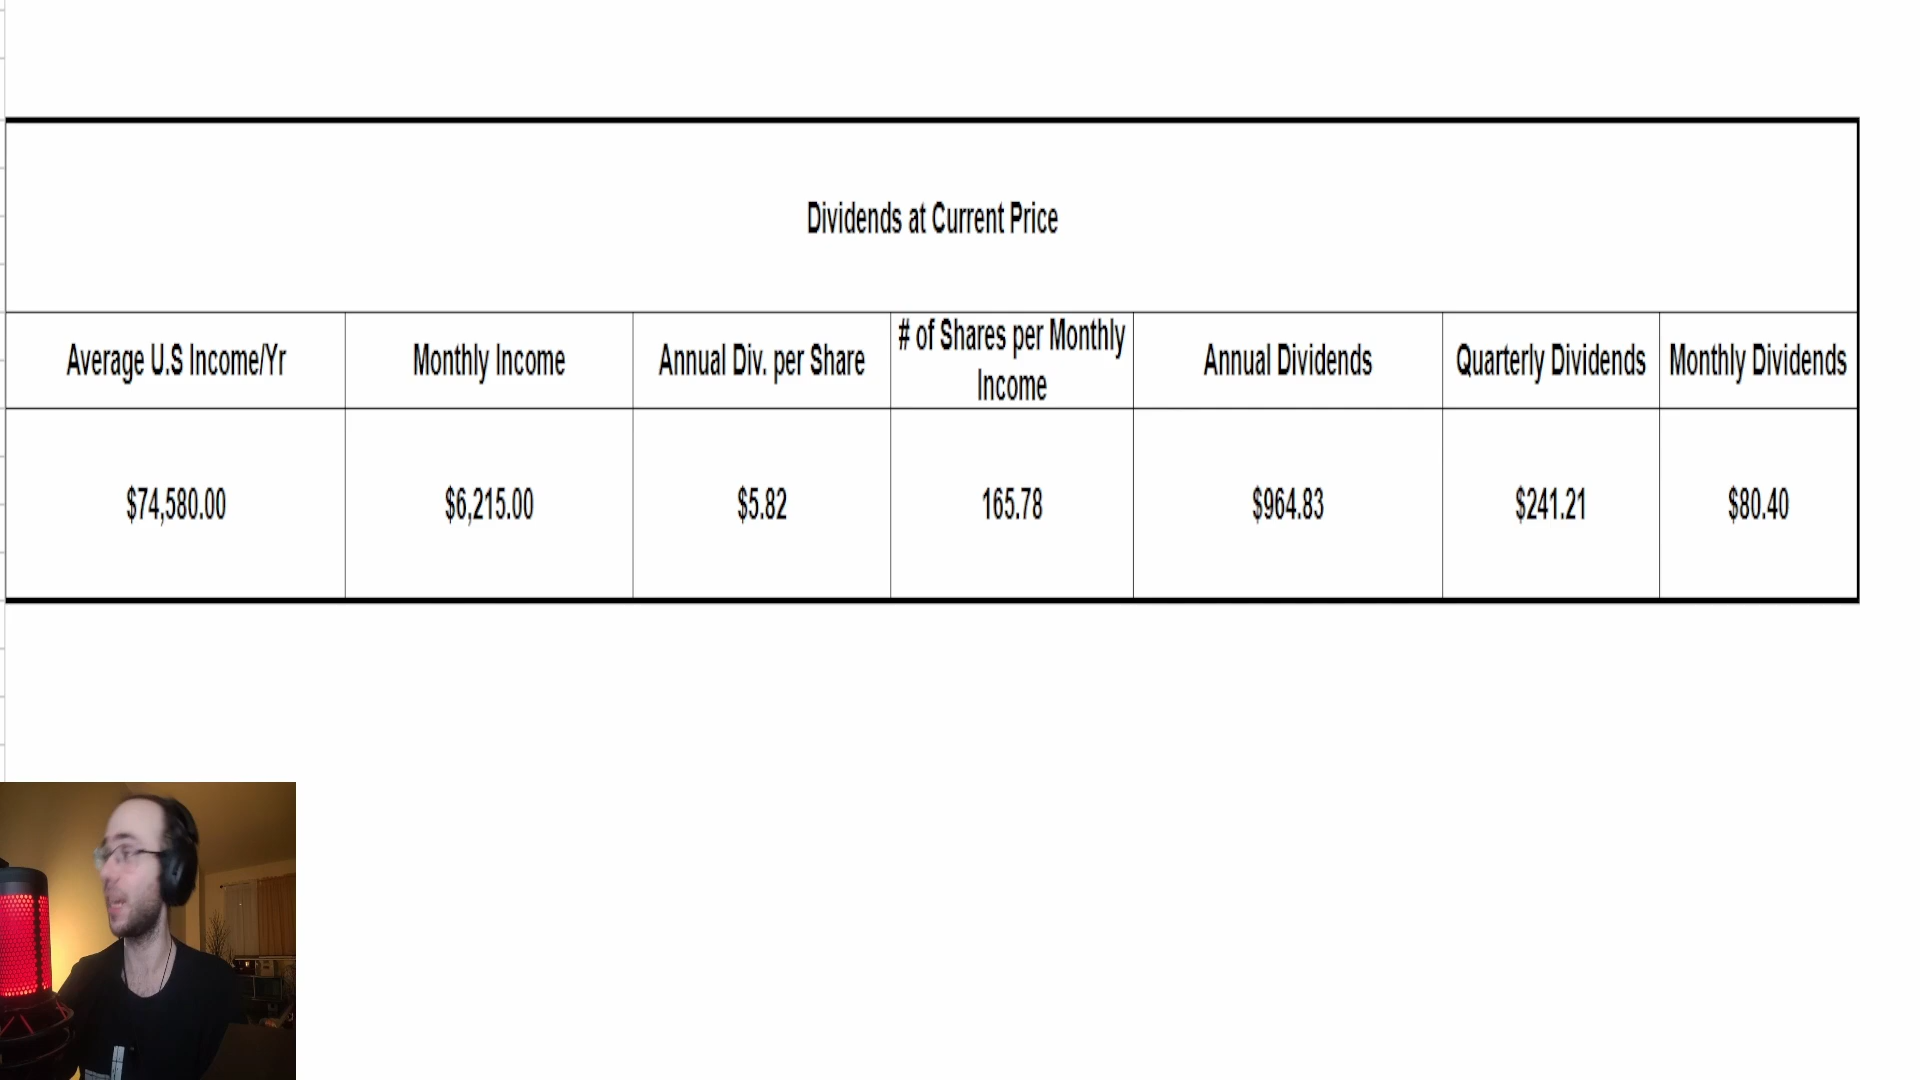 Dividends at Current Price
Average U.S Income/Yr
Monthly Income
Annual Div. per Share
# of Shares per Monthly
Income
Annual Dividends
Quarterly Dividends
Monthly Dividends
$74,580.00
$6,215.00
$5.82
165.78
$964.83
$241.21
$80.40